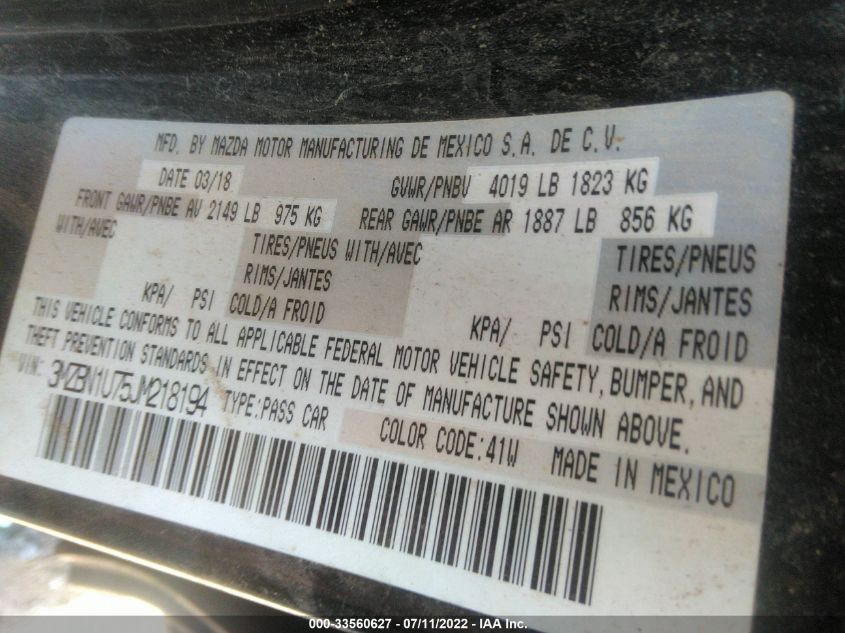 MFD. BY MAZDA MOTOR MANUFACTURING DE MEXICO S.A. DE C.V.
DATE 03/18 GVWR/PNBV 4019 LB 1823 KG
FRONT GAWR/PNBE AV 2149 LB 975 KG REAR GAWR/PNBE AR 1887 LB 856 KG
WITH/AVEC TIRES/PNEUS WITH/AVEC TIRES/PNEUS
RIMS/JANTES RIMS/JANTES
KPA/ PSI COLD/A FROID KPA/ PSI COLD/A FROID
THIS VEHICLE CONFORMS TO ALL APPLICABLE FEDERAL MOTOR VEHICLE SAFETY, BUMPER, AND
THEFT PREVENTION STANDARDS IN EFFECT ON THE DATE OF MANUFACTURE SHOWN ABOVE.
VIN: 3MZBN1U75JM218194 TYPE:PASS CAR
COLOR CODE:41W MADE IN MEXICO
000-33560627 - 07/11/2022 - IAA Inc.